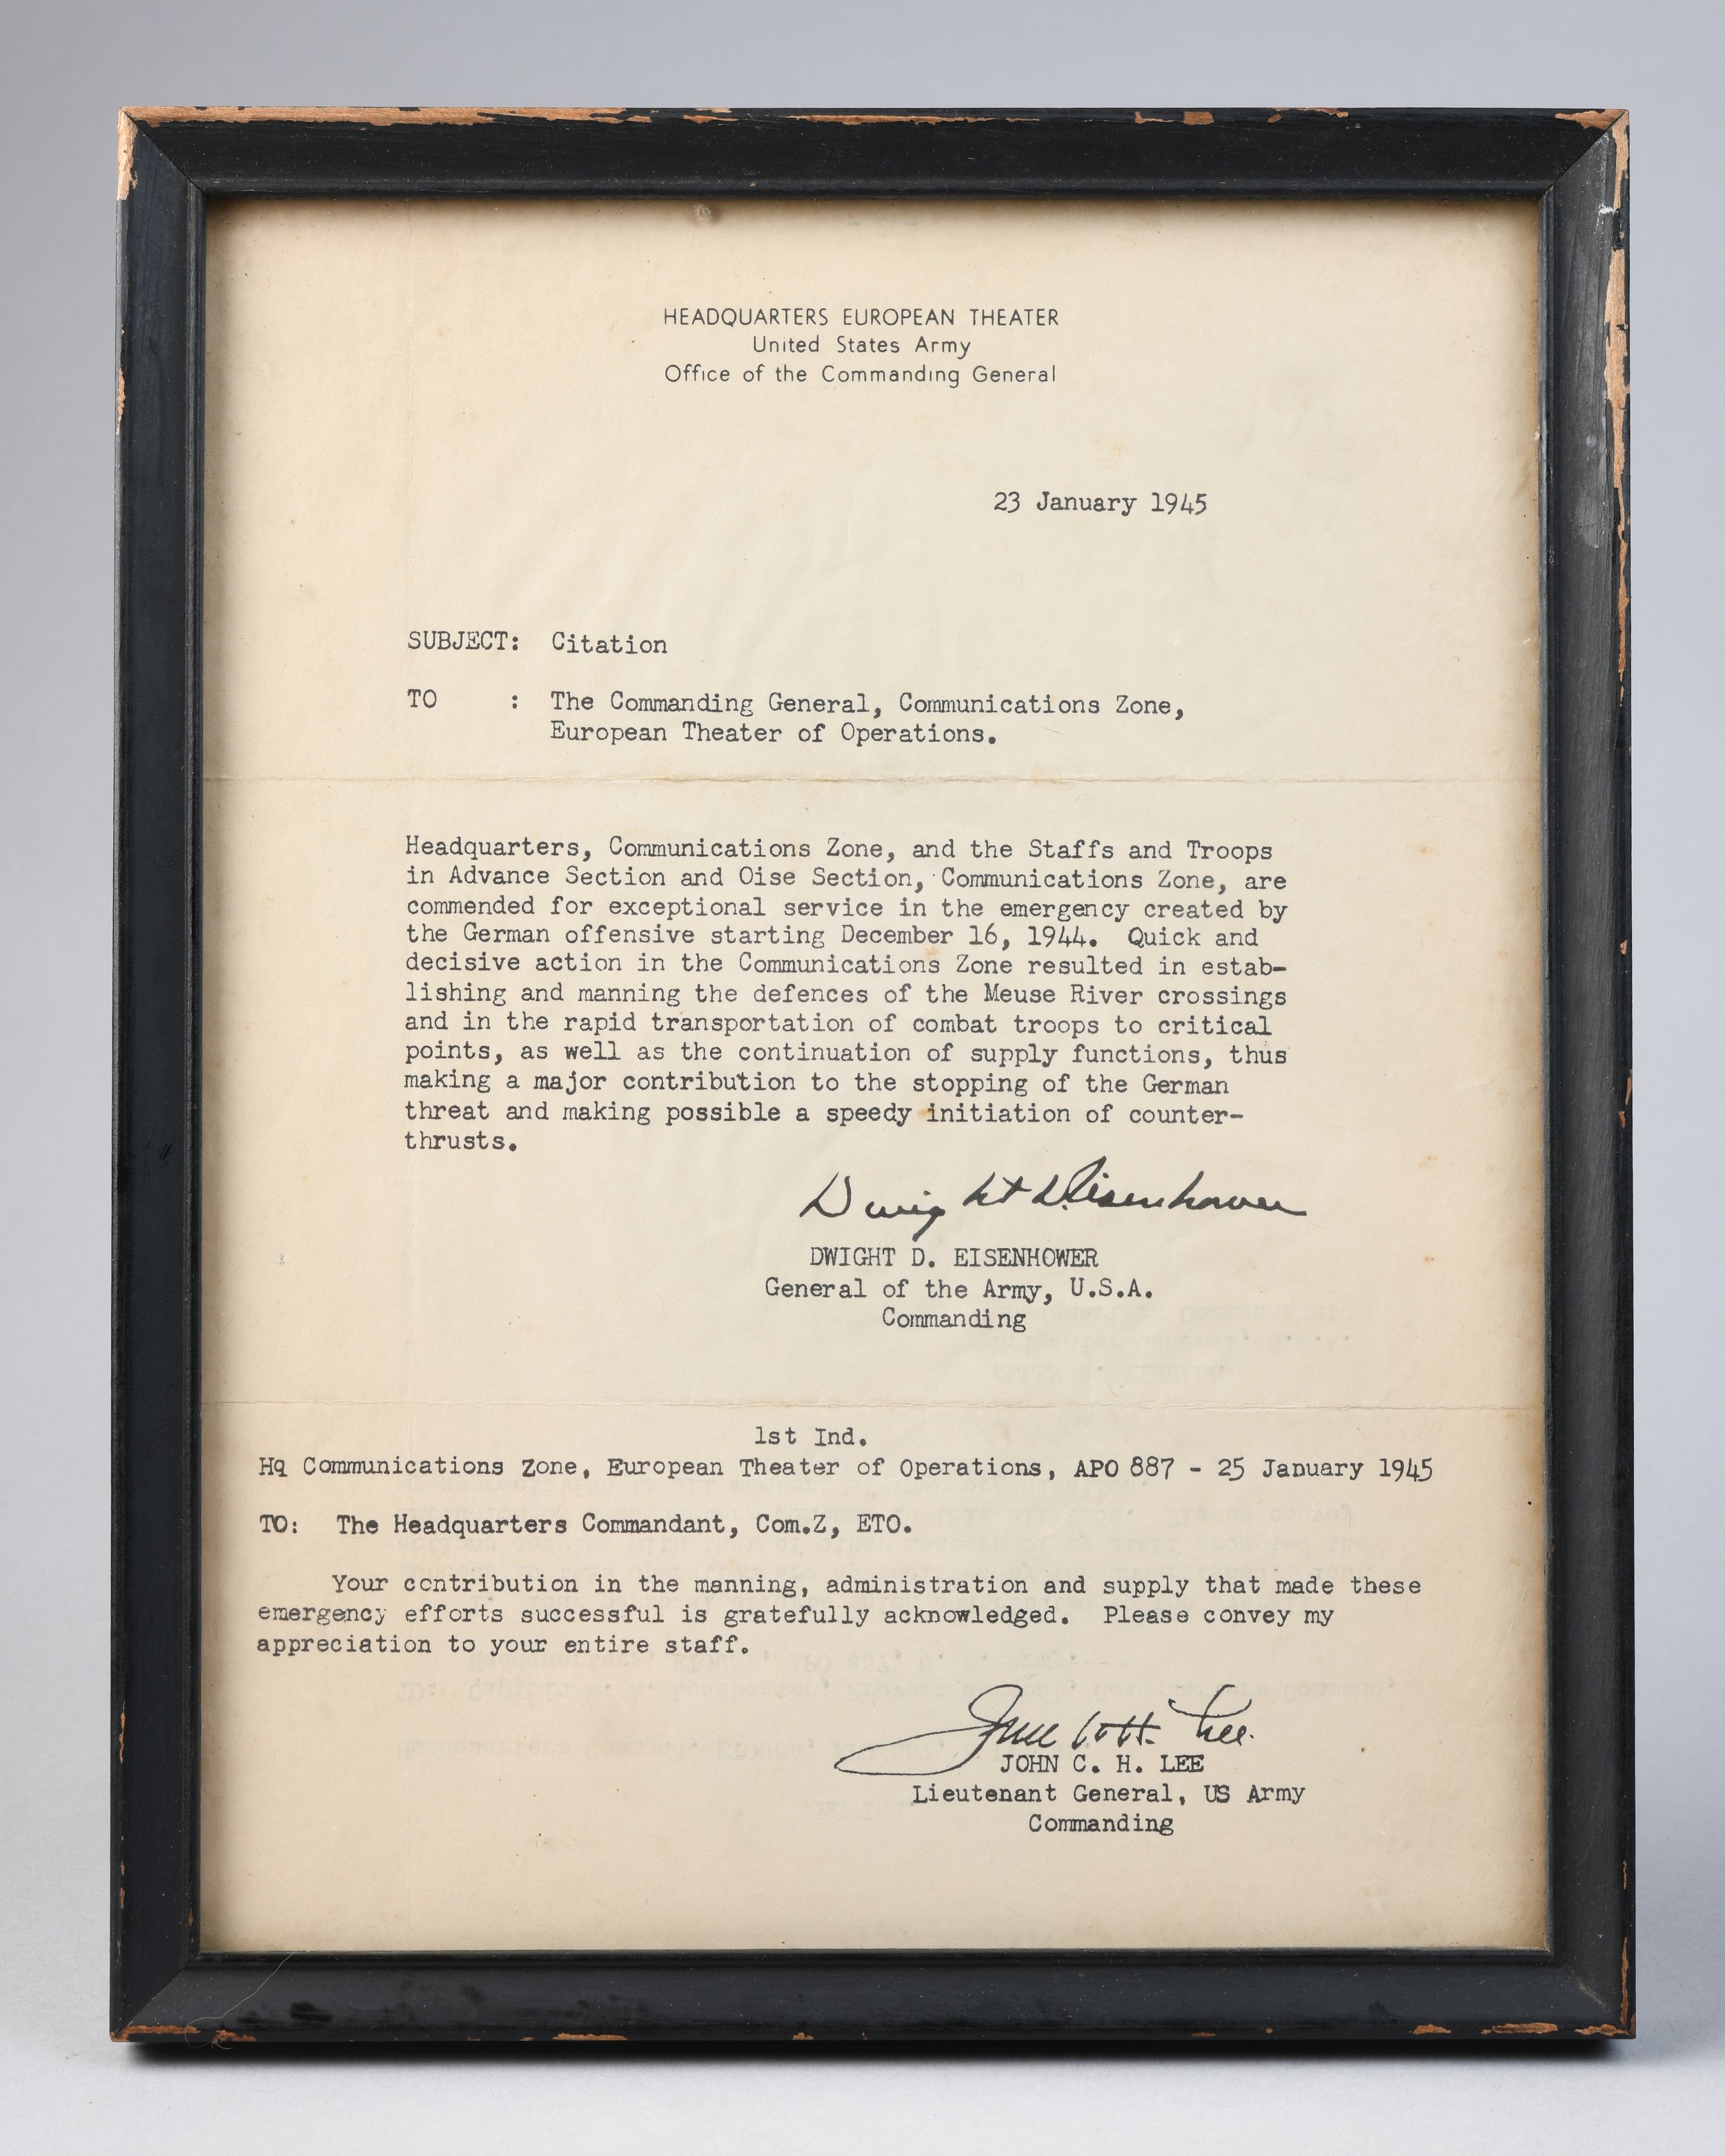 HEADQUARTERS EUROPEAN THEATER
United States Army
Office of the Commanding General
23 January 1945
SUBJECT: Citation
TO : The Commanding General, Communications Zone,
European Theater of Operations.
Headquarters, Communications Zone, and the Staffs and Troops
in Advance Section and Oise Section, Communications Zone, are
commended for exceptional service in the emergency created by
the German offensive starting December 16, 1944. Quick and
decisive action in the Communications Zone resulted in estab-
lishing and manning the defences of the Meuse River crossings
and in the rapid transportation of combat troops to critical
points, as well as the continuation of supply functions, thus
making a major contribution to the stopping of the German
threat and making possible a speedy initiation of counter-
thrusts.
Dwight D. Eisenhower
DWIGHT D. EISENHOWER
General of the Army, U.S.A.
Commanding
1st Ind.
Hq Communications Zone, European Theater of Operations, APO 887 - 25 January 1945
TO: The Headquarters Commandant, Com.Z, ETO.
Your contribution in the manning, administration and supply that made these
emergency efforts successful is gratefully acknowledged. Please convey my
appreciation to your entire staff.
JOHN C. H. LEE
Lieutenant General, US Army
Commanding